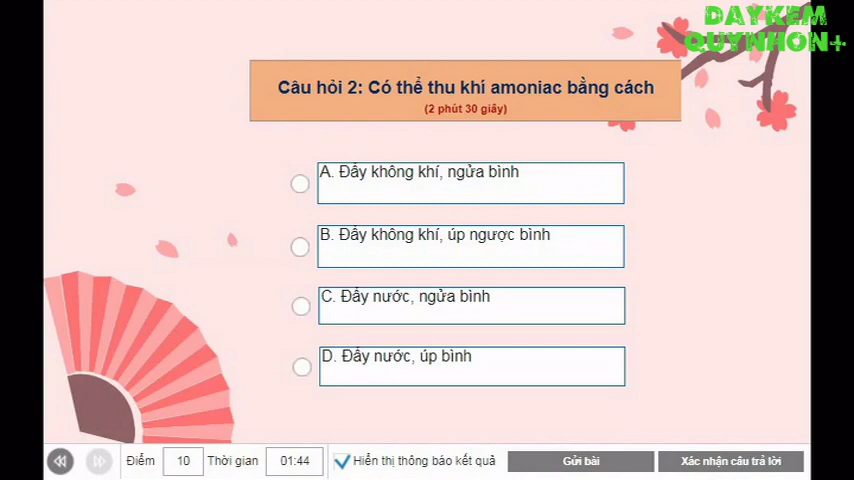 DAYKEM
QUYNHON+
Câu hỏi 2: Có thể thu khí amoniac bằng cách
(2 phút 30 giây)
A. Đẩy không khí, ngửa bình
B. Đẩy không khí, úp ngược bình
C. Đẩy nước, ngửa bình
D. Đẩy nước, úp bình
Điểm 10 Thời gian 01:44 Hiển thị thông báo kết quả Gửi bài Xác nhận câu trả lời